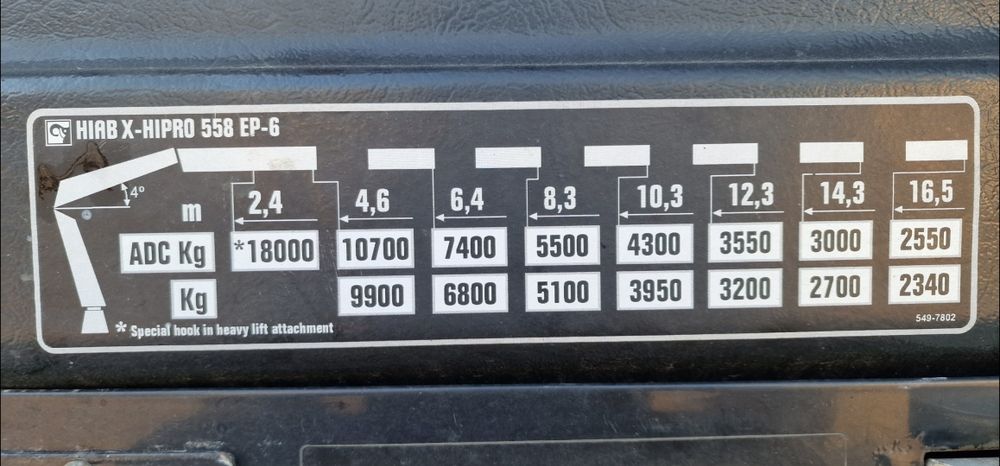 HIAB X-HIPRO 558 EP-6
4°
m 2,4 4,6 6,4 8,3 10,3 12,3 14,3 16,5
ADC Kg *18000 10700 7400 5500 4300 3550 3000 2550
Kg 9900 6800 5100 3950 3200 2700 2340
* Special hook in heavy lift attachment
549-7802